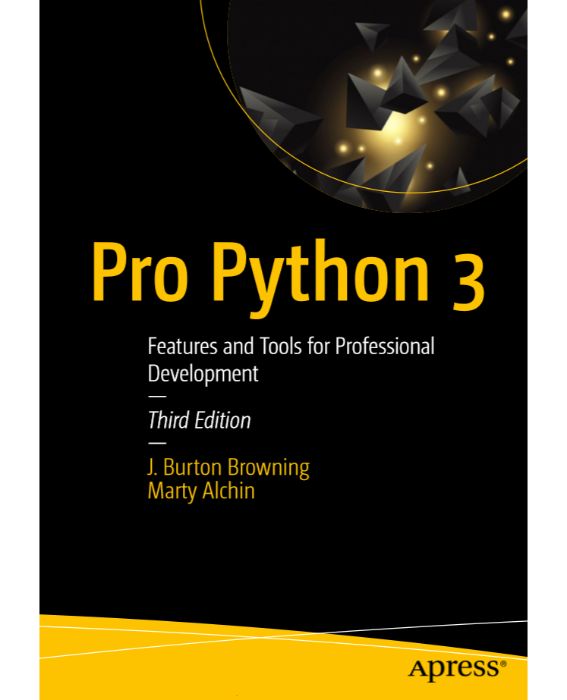 Pro Python 3
Features and Tools for Professional
Development
—
Third Edition
—
J. Burton Browning
Marty Alchin
Apress®